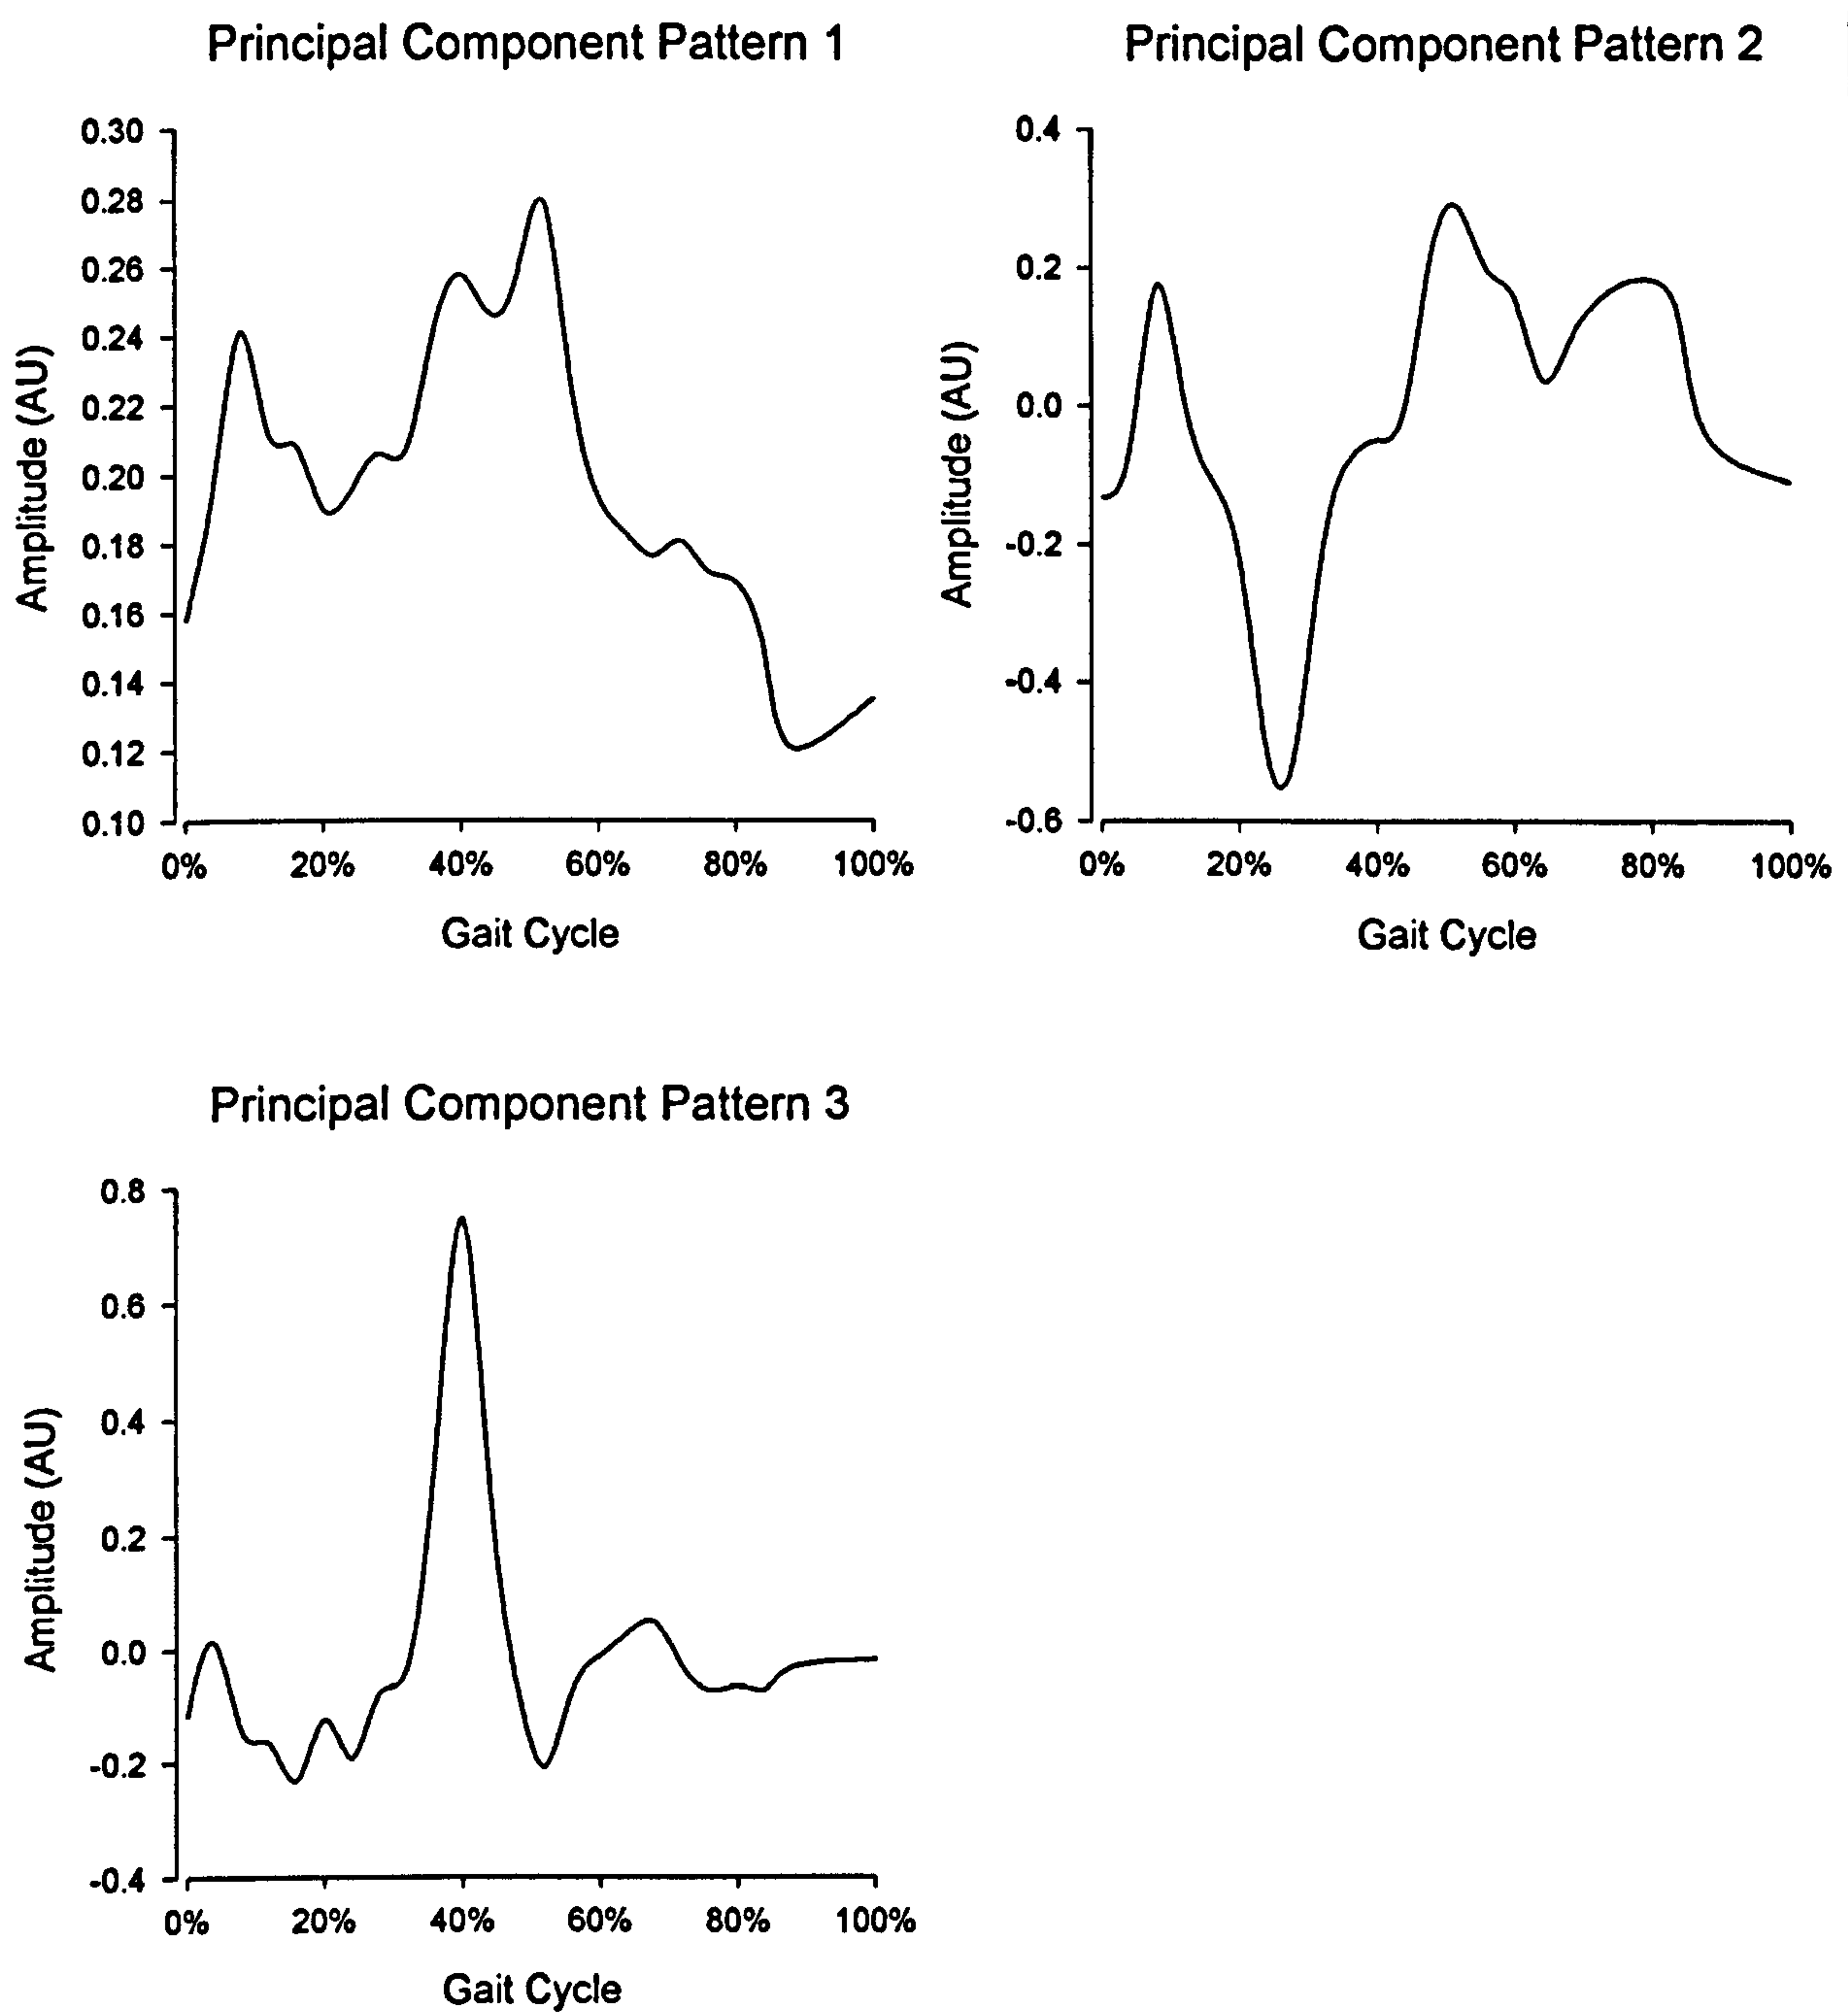 Principal Component Pattern 1
0.30
0.28
0.26
0.24
0.22
0.20
0.18
0.16
0.14
0.12
0.10
Amplitude (AU)
0% 20% 40% 60% 80% 100%
Gait Cycle
Principal Component Pattern 2
0.4
0.2
0.0
-0.2
-0.4
-0.6
Amplitude (AU)
0% 20% 40% 60% 80% 100%
Gait Cycle
Principal Component Pattern 3
0.8
0.6
0.4
0.2
0.0
-0.2
-0.4
Amplitude (AU)
0% 20% 40% 60% 80% 100%
Gait Cycle